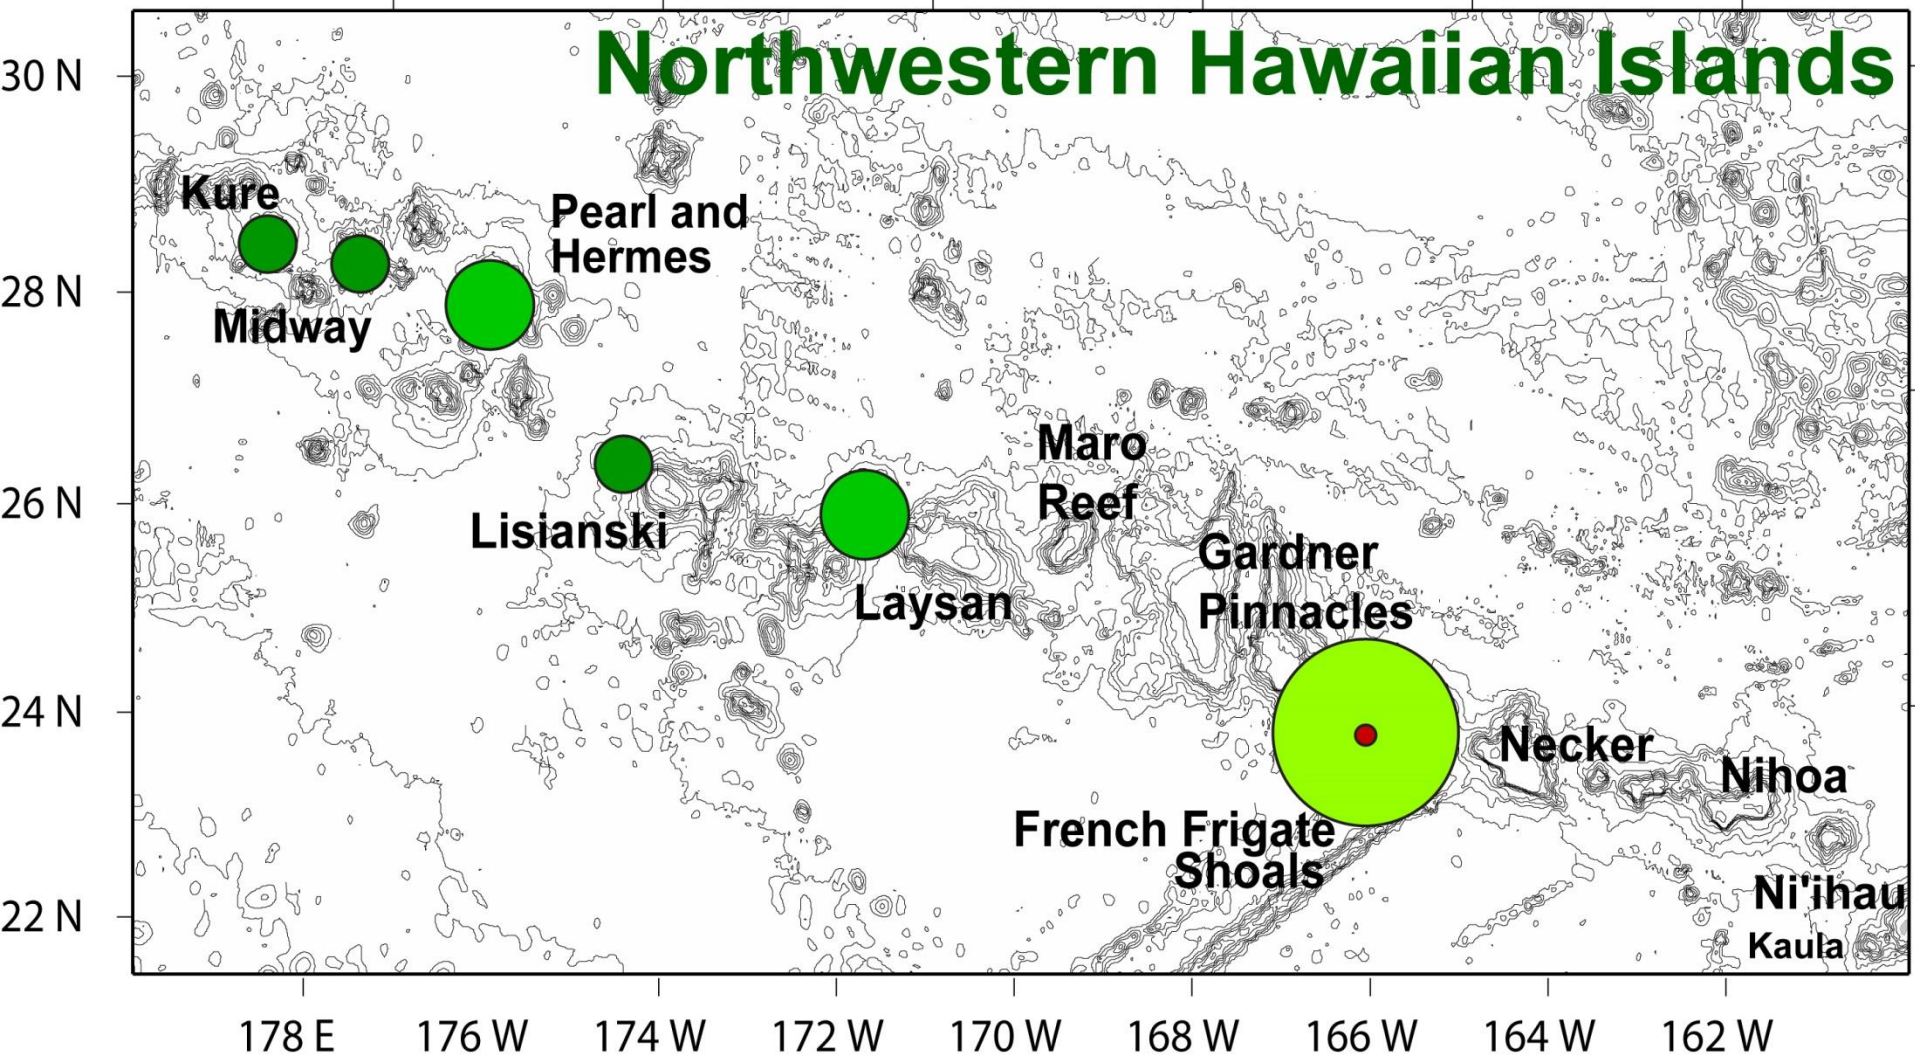 Northwestern Hawaiian Islands
30 N
28 N
26 N
24 N
22 N
Kure
Midway
Pearl and
Hermes
Lisianski
Laysan
Maro
Reef
Gardner
Pinnacles
French Frigate
Shoals
Necker
Nihoa
Ni'ihau
Kaula
178 E
176 W
174 W
172 W
170 W
168 W
166 W
164 W
162 W